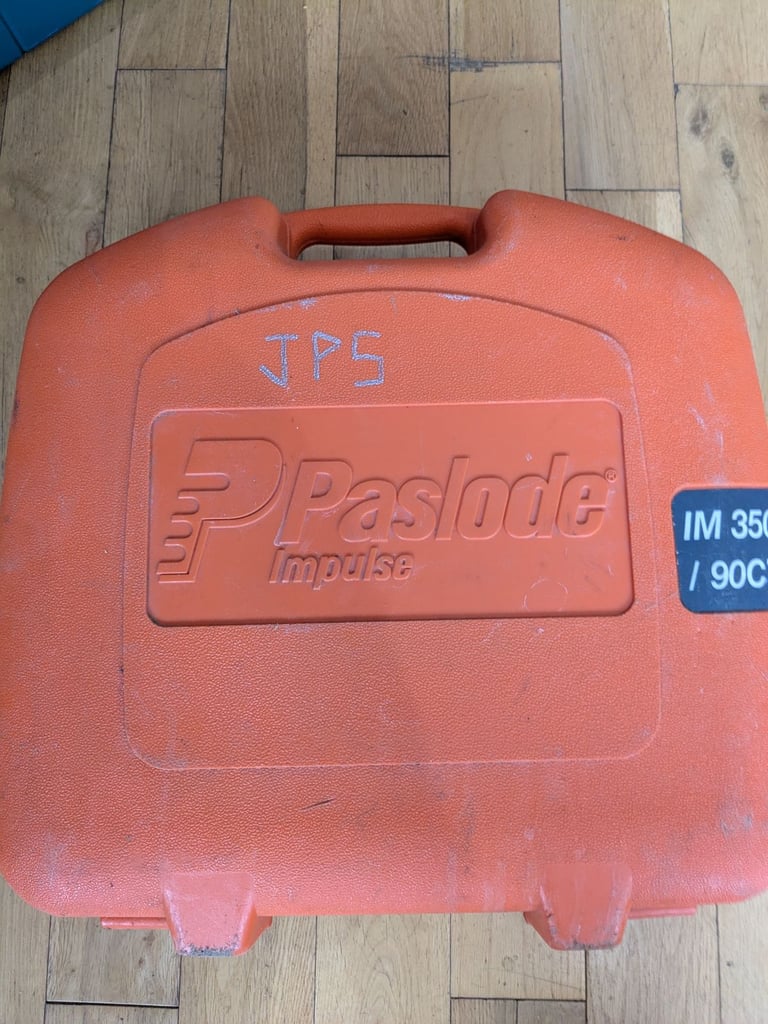 JPS
Paslode®
Impulse
IM 350
/ 90C